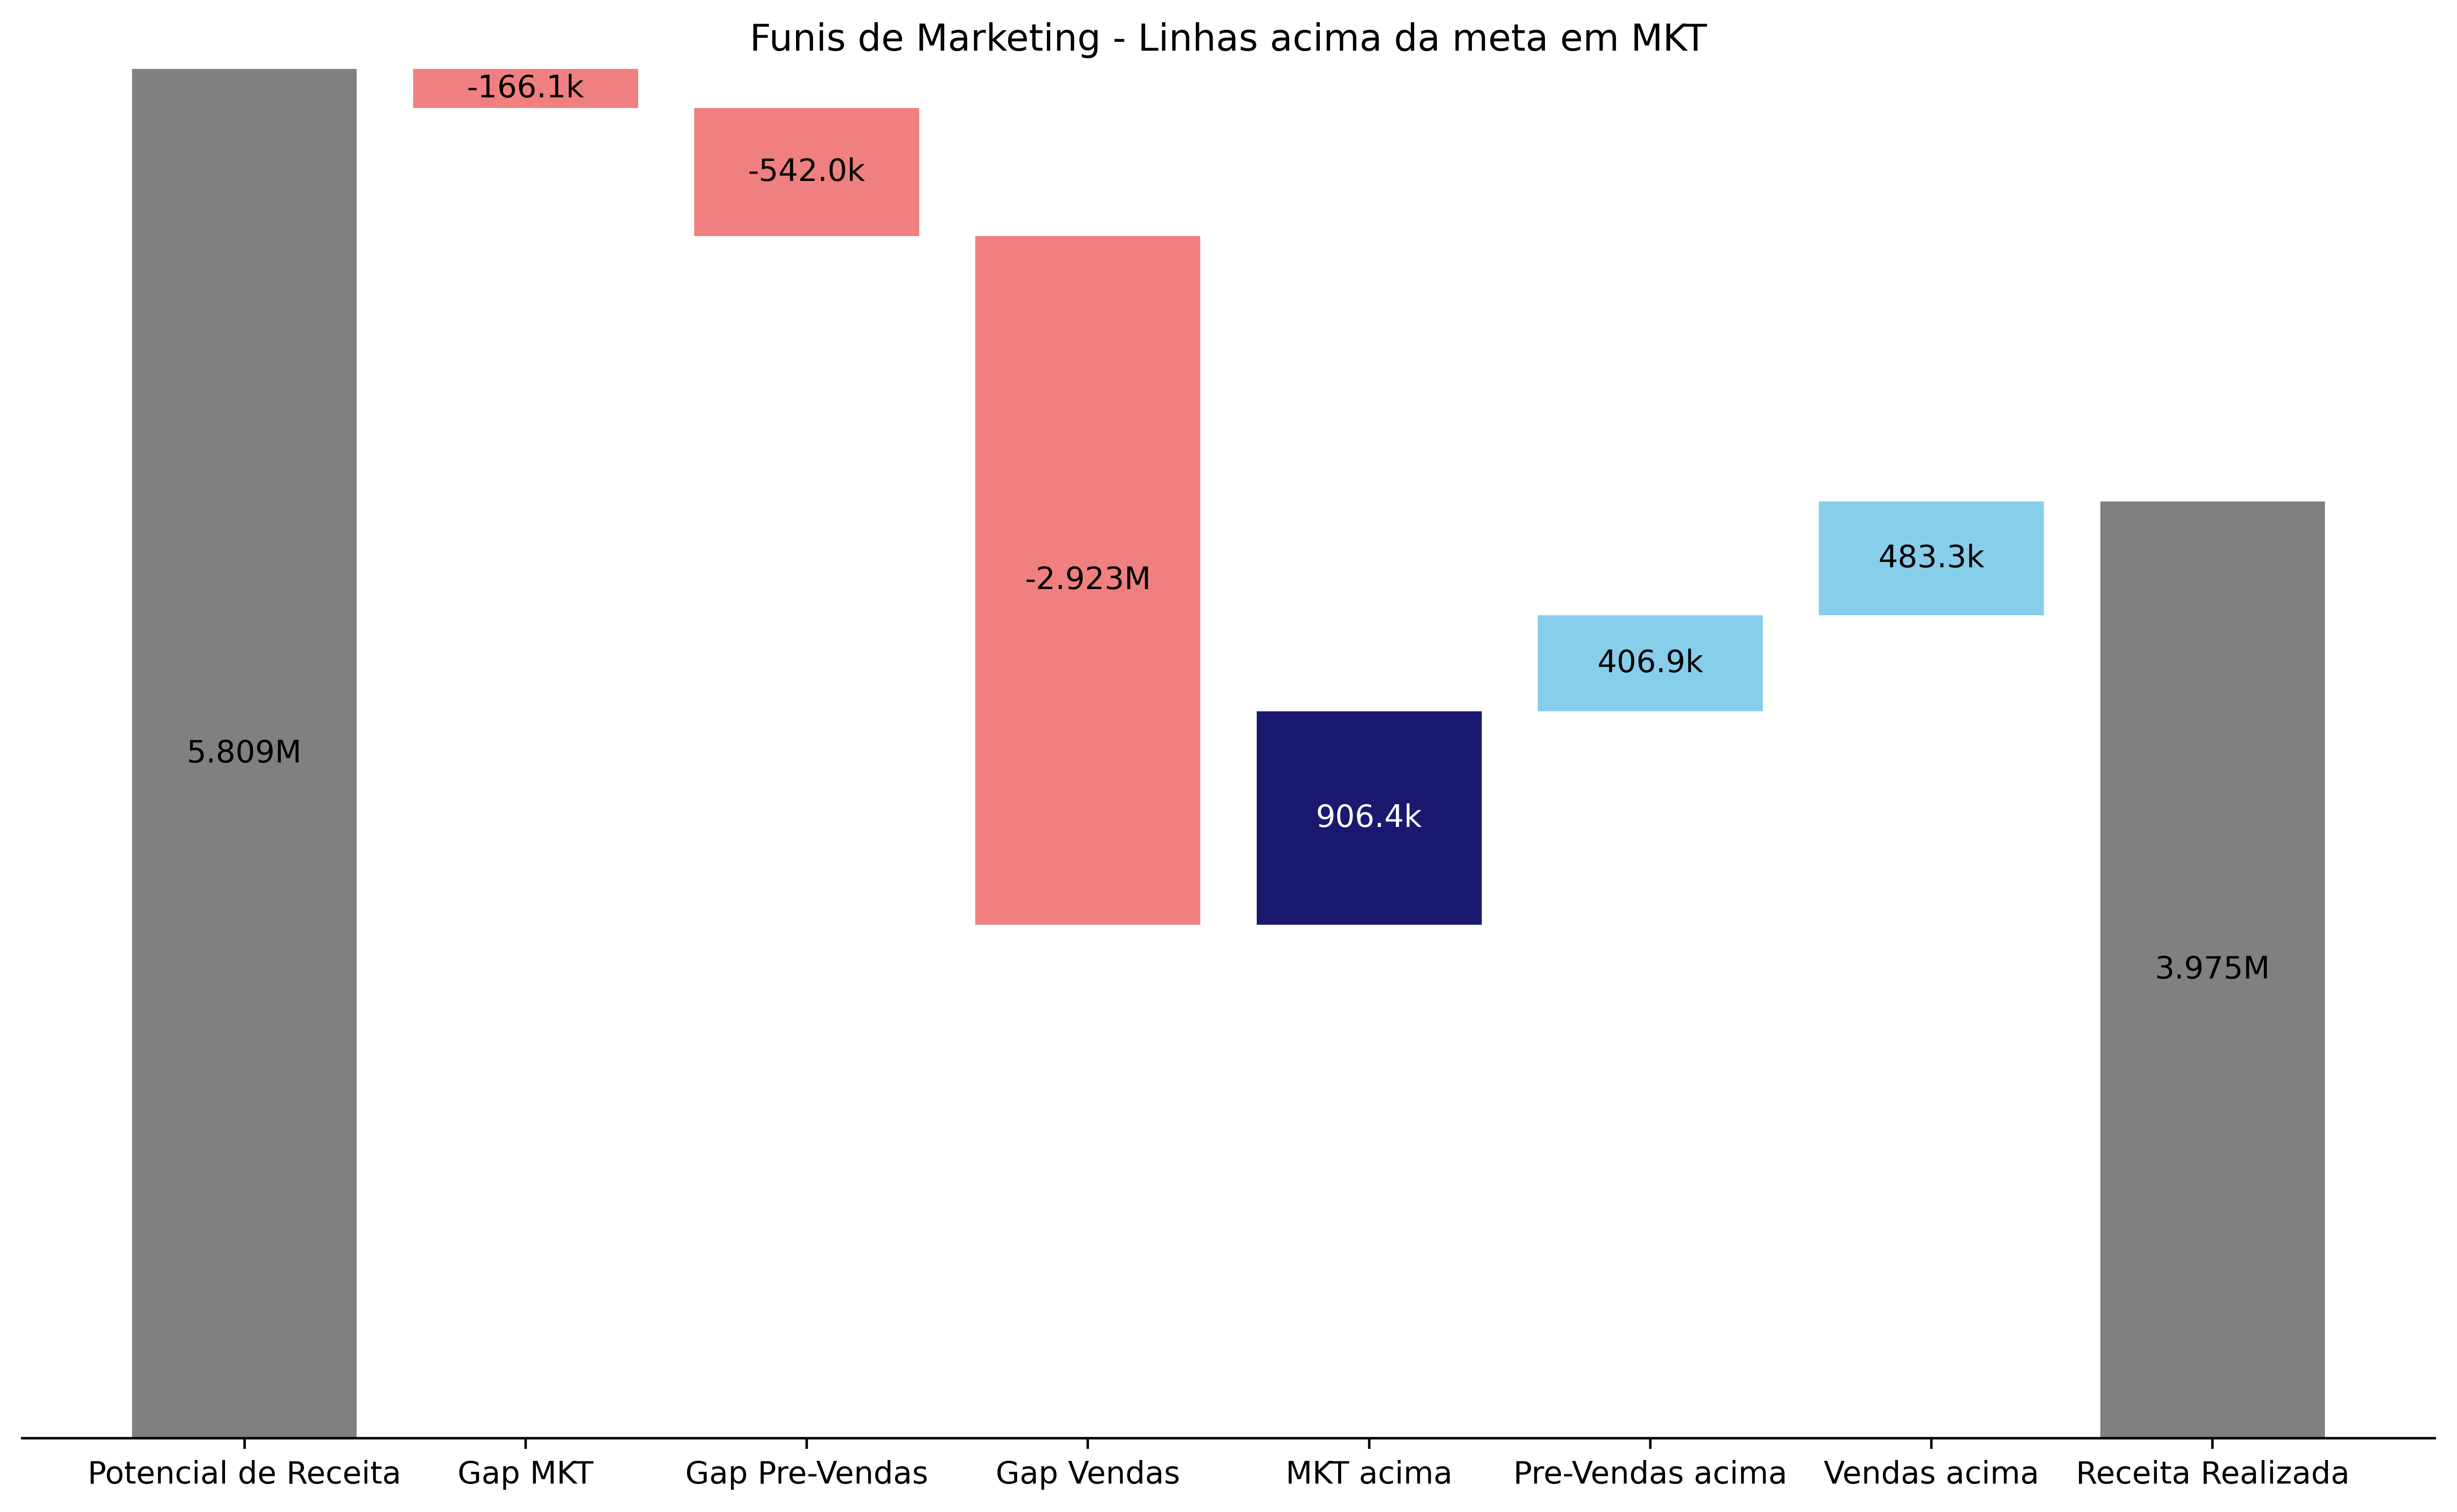 Funis de Marketing - Linhas acima da meta em MKT
-166.1k
-542.0k
-2.923M
483.3k
406.9k
5.809M
906.4k
3.975M
Potencial de Receita
Gap MKT
Gap Pre-Vendas
Gap Vendas
MKT acima
Pre-Vendas acima
Vendas acima
Receita Realizada